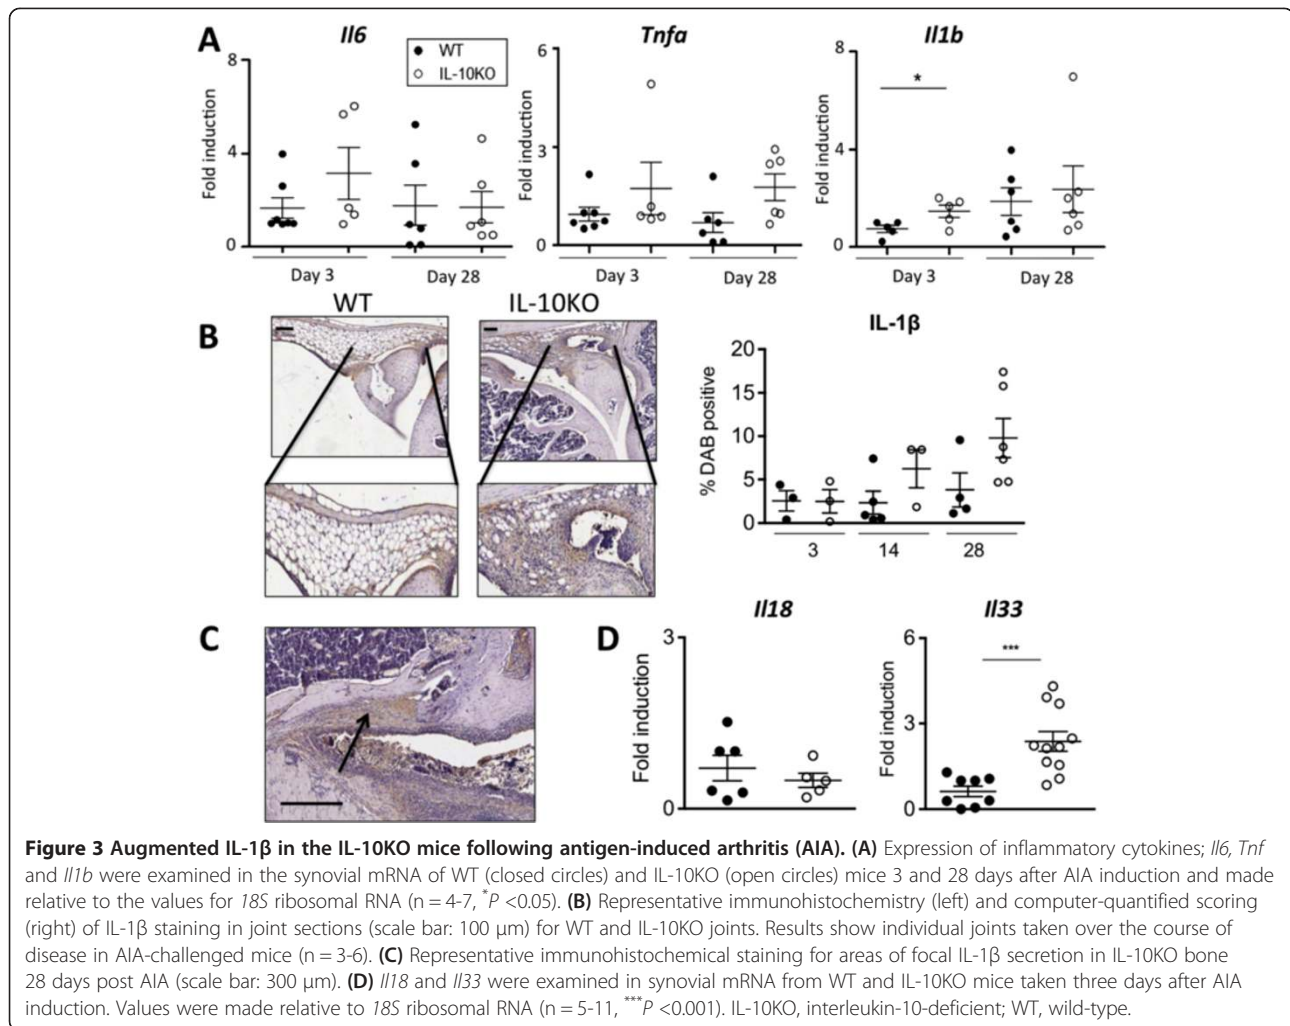 A
Il6
Tnfa
Il1b
WT
IL-10KO
Fold induction
8
4
0
Day 3
Day 28
Fold induction
6
3
0
Day 3
Day 28
Fold induction
8
4
0
*
Day 3
Day 28
B
WT
IL-10KO
IL-1β
% DAB positive
20
15
10
5
0
3
14
28
C
D
Il18
Fold induction
3
0
Il33
Fold induction
6
3
0
***
Figure 3 Augmented IL-1β in the IL-10KO mice following antigen-induced arthritis (AIA). (A) Expression of inflammatory cytokines; Il6, Tnf
and Il1b were examined in the synovial mRNA of WT (closed circles) and IL-10KO (open circles) mice 3 and 28 days after AIA induction and made
relative to the values for 18S ribosomal RNA (n = 4-7, *P <0.05). (B) Representative immunohistochemistry (left) and computer-quantified scoring
(right) of IL-1β staining in joint sections (scale bar: 100 μm) for WT and IL-10KO joints. Results show individual joints taken over the course of
disease in AIA-challenged mice (n = 3-6). (C) Representative immunohistochemical staining for areas of focal IL-1β secretion in IL-10KO bone
28 days post AIA (scale bar: 300 μm). (D) Il18 and Il33 were examined in synovial mRNA from WT and IL-10KO mice taken three days after AIA
induction. Values were made relative to 18S ribosomal RNA (n = 5-11, ***P <0.001). IL-10KO, interleukin-10-deficient; WT, wild-type.